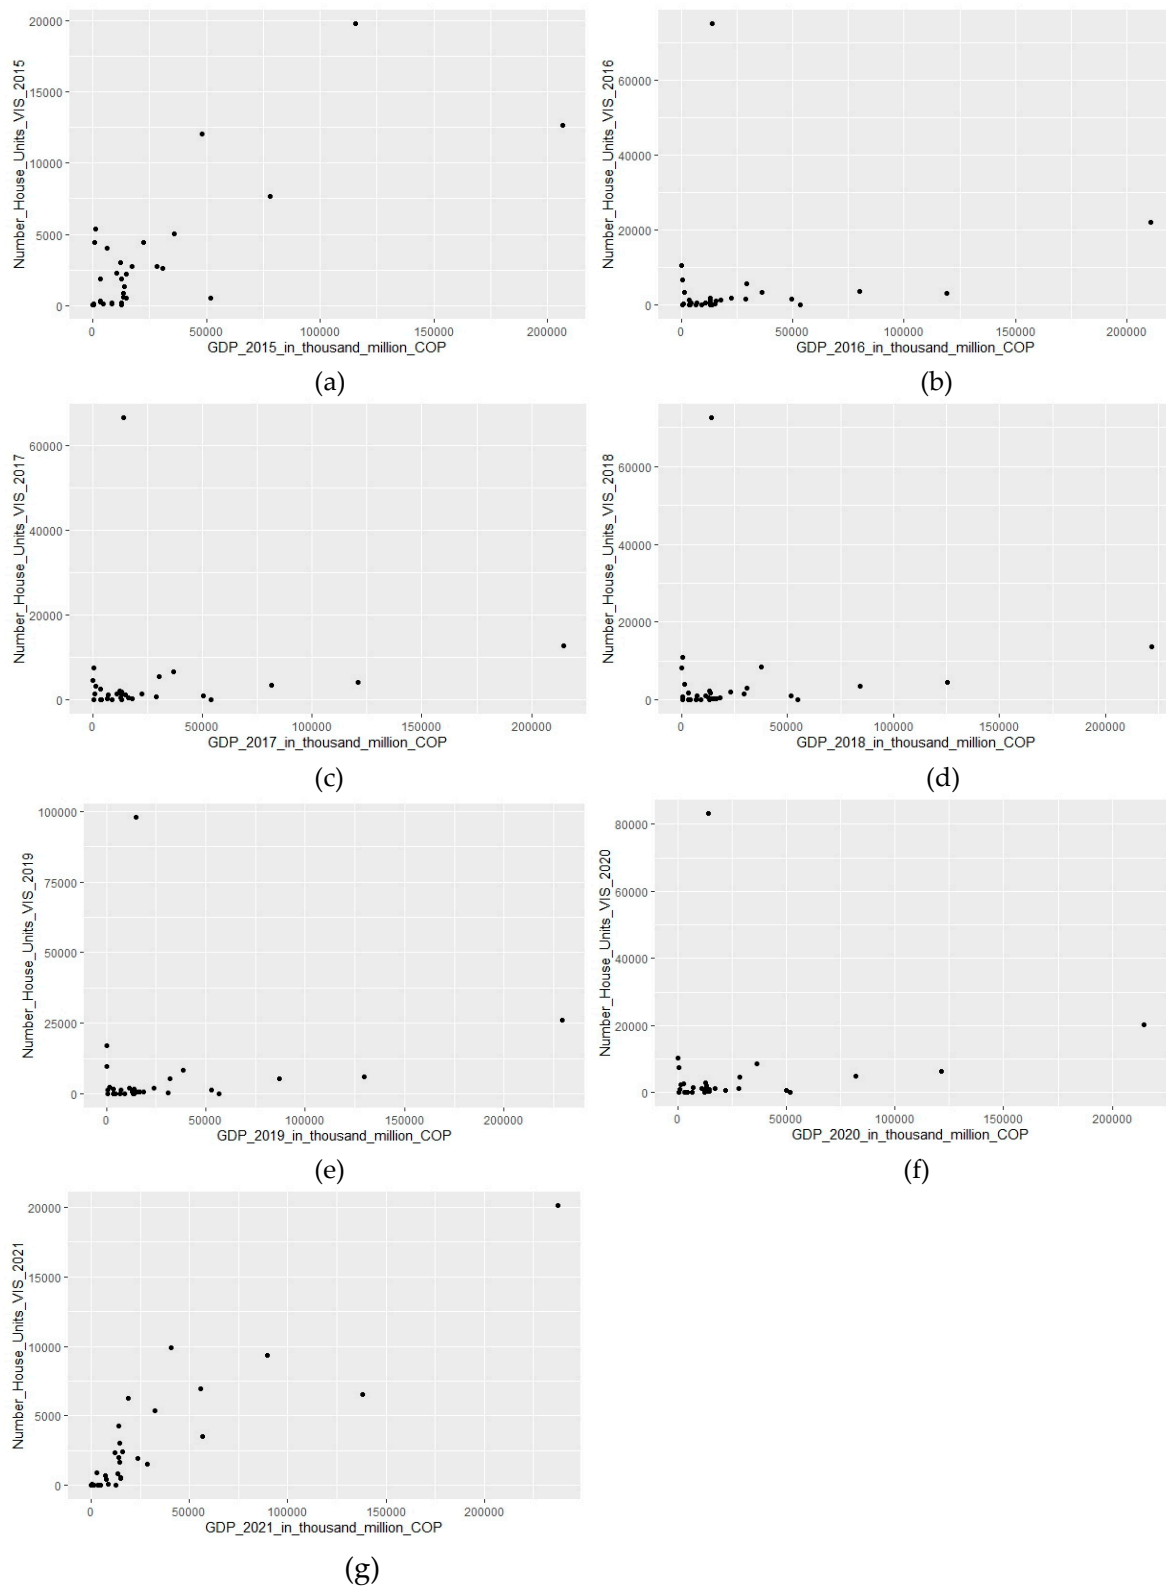 Number_House_Units_VIS_2015
20000
15000
10000
5000
0
0 50000 100000 150000 200000
GDP_2015_in_thousand_million_COP
(a)
Number_House_Units_VIS_2016
60000
40000
20000
0
0 50000 100000 150000 200000
GDP_2016_in_thousand_million_COP
(b)
Number_House_Units_VIS_2017
60000
40000
20000
0
0 50000 100000 150000 200000
GDP_2017_in_thousand_million_COP
(c)
Number_House_Units_VIS_2018
60000
40000
20000
0
0 50000 100000 150000 200000
GDP_2018_in_thousand_million_COP
(d)
Number_House_Units_VIS_2019
100000
75000
50000
25000
0
0 50000 100000 150000 200000
GDP_2019_in_thousand_million_COP
(e)
Number_House_Units_VIS_2020
80000
60000
40000
20000
0
0 50000 100000 150000 200000
GDP_2020_in_thousand_million_COP
(f)
Number_House_Units_VIS_2021
20000
15000
10000
5000
0
0 50000 100000 150000 200000
GDP_2021_in_thousand_million_COP
(g)